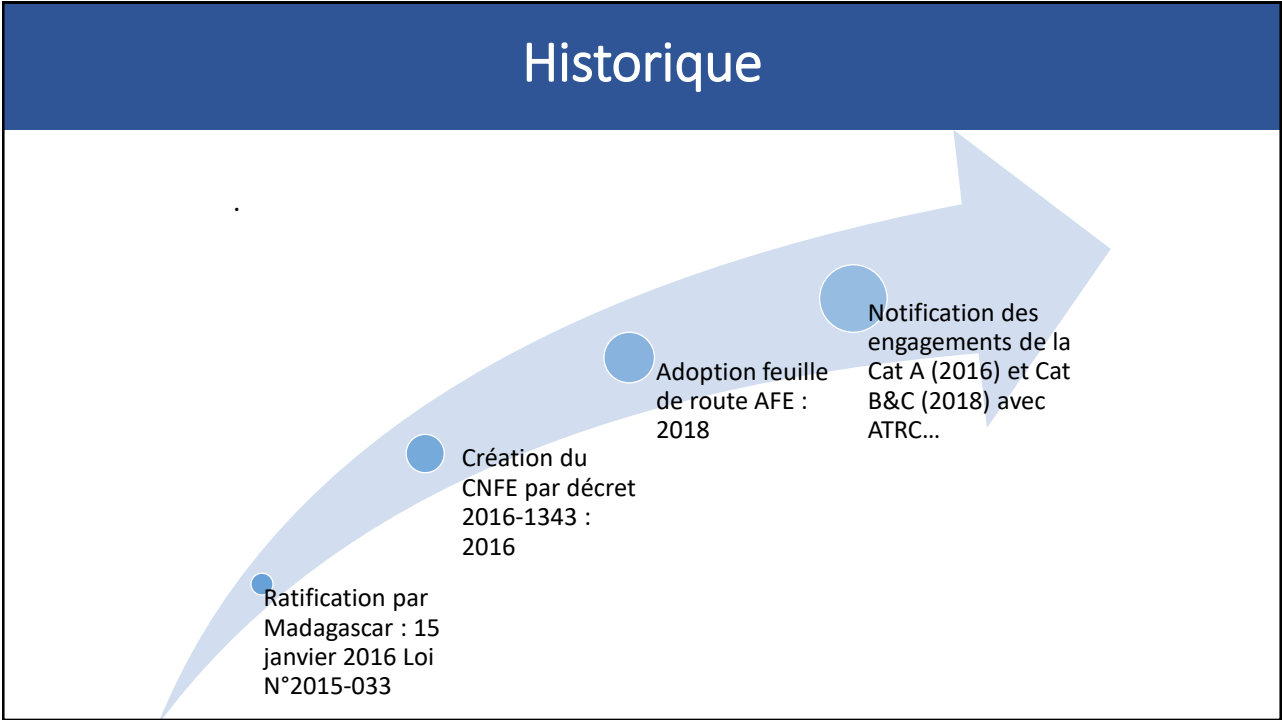 Historique
.
Ratification par
Madagascar : 15
janvier 2016 Loi
N°2015-033
Création du
CNFE par décret
2016-1343 :
2016
Adoption feuille
de route AFE :
2018
Notification des
engagements de la
Cat A (2016) et Cat
B&C (2018) avec
ATRC...